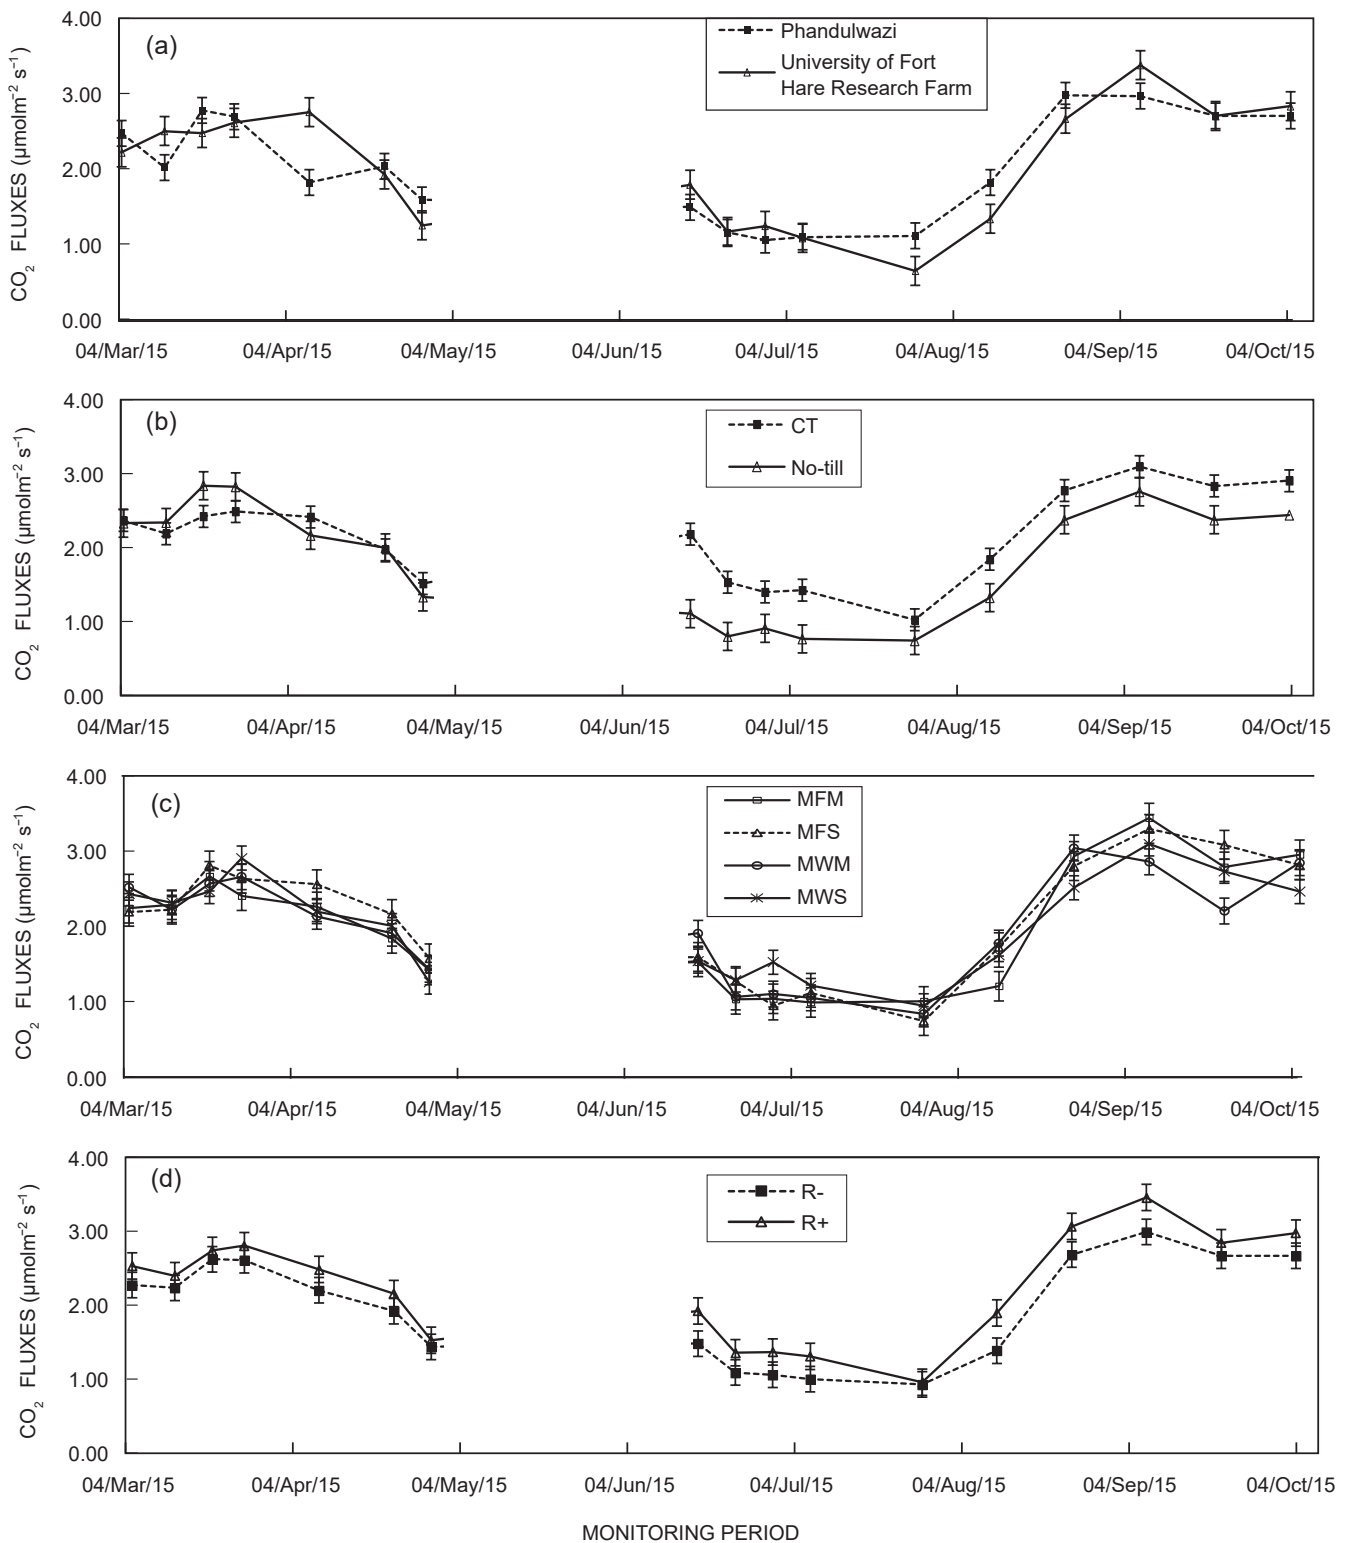 4.00
(a)
Phandulwazi
University of Fort
Hare Research Farm
3.00
2.00
1.00
0.00
CO2 FLUXES (µmolm−2 s−1)
04/Mar/15 04/Apr/15 04/May/15 04/Jun/15 04/Jul/15 04/Aug/15 04/Sep/15 04/Oct/15
4.00
(b)
CT
No-till
3.00
2.00
1.00
0.00
CO2 FLUXES (µmolm−2 s−1)
04/Mar/15 04/Apr/15 04/May/15 04/Jun/15 04/Jul/15 04/Aug/15 04/Sep/15 04/Oct/15
4.00
(c)
MFM
MFS
MWM
MWS
3.00
2.00
1.00
0.00
CO2 FLUXES (µmolm−2 s−1)
04/Mar/15 04/Apr/15 04/May/15 04/Jun/15 04/Jul/15 04/Aug/15 04/Sep/15 04/Oct/15
4.00
(d)
R-
R+
3.00
2.00
1.00
0.00
CO2 FLUXES (µmolm−2 s−1)
04/Mar/15 04/Apr/15 04/May/15 04/Jun/15 04/Jul/15 04/Aug/15 04/Sep/15 04/Oct/15
MONITORING PERIOD